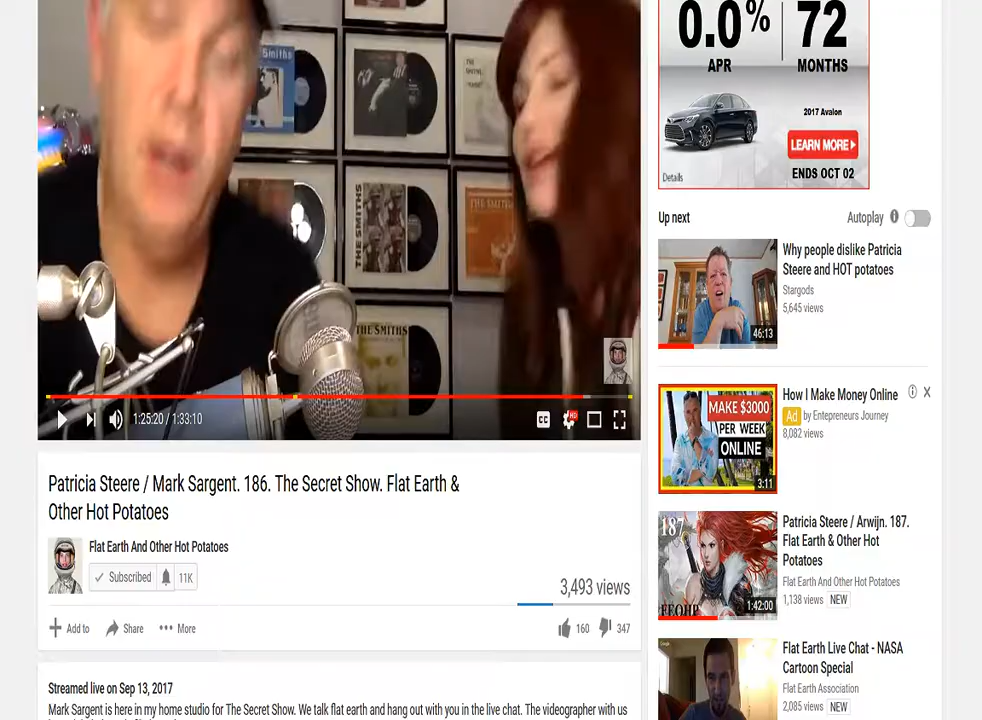 0.0% 72
APR MONTHS
2017 Avalon
LEARN MORE
ENDS OCT 02
Details
Smiths
THE SMITHS
THE SMITHS
1:25:20 / 1:33:10
CC HD
Patricia Steere / Mark Sargent. 186. The Secret Show. Flat Earth &
Other Hot Potatoes
Flat Earth And Other Hot Potatoes
Subscribed 11K
3,493 views
Add to Share More 160 347
Streamed live on Sep 13, 2017
Mark Sargent is here in my home studio for The Secret Show. We talk flat earth and hang out with you in the live chat. The videographer with us
Up next Autoplay
Why people dislike Patricia
Steere and HOT potatoes
Stargods
5,645 views
46:13
How I Make Money Online
Ad by Entepreneurs Journey
8,082 views
MAKE $3000
PER WEEK
ONLINE
3:11
Patricia Steere / Arwijn. 187.
Flat Earth & Other Hot
Potatoes
Flat Earth And Other Hot Potatoes
1,138 views NEW
187
FEOHP
1:42:00
Flat Earth Live Chat - NASA
Cartoon Special
Flat Earth Association
2,085 views NEW